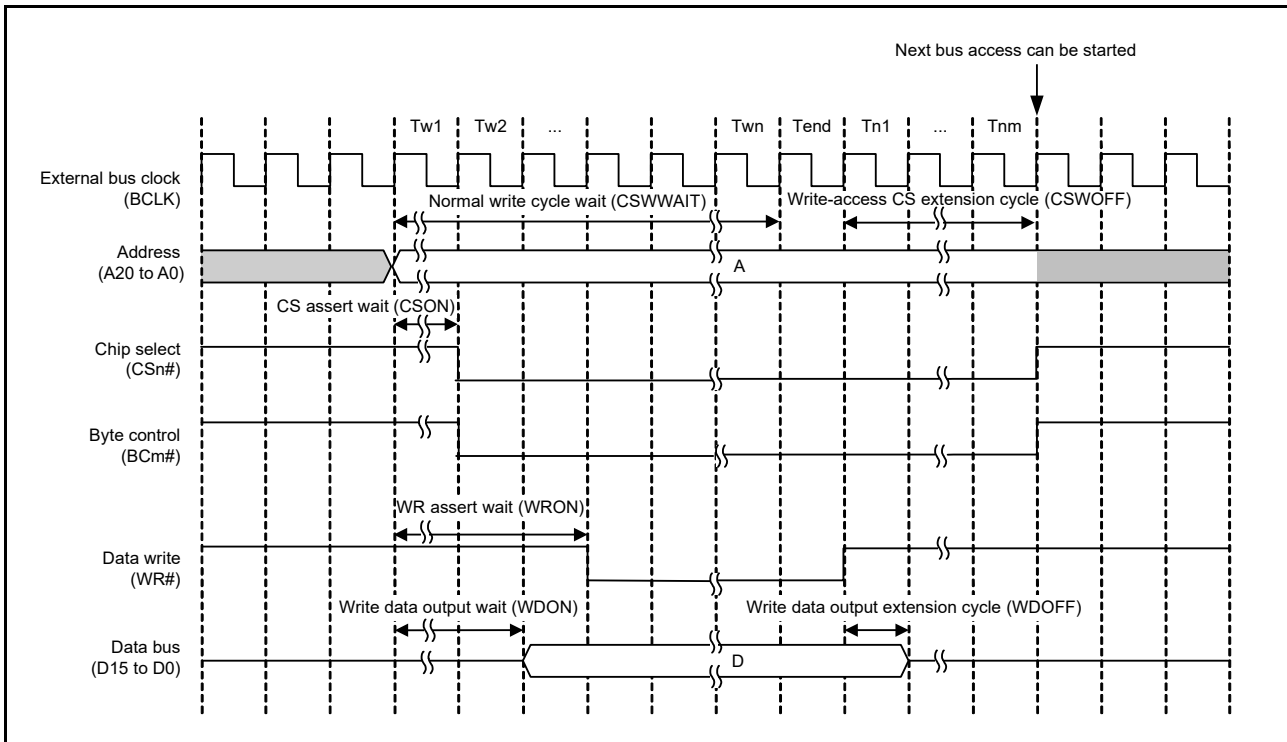 Next bus access can be started
Tw1 Tw2 ... Twn Tend Tn1 ... Tnm
External bus clock
(BCLK)
Normal write cycle wait (CSWWAIT)
Write-access CS extension cycle (CSWOFF)
Address
(A20 to A0)
A
CS assert wait (CSON)
Chip select
(CSn#)
Byte control
(BCm#)
WR assert wait (WRON)
Data write
(WR#)
Write data output wait (WDON)
Write data output extension cycle (WDOFF)
Data bus
(D15 to D0)
D